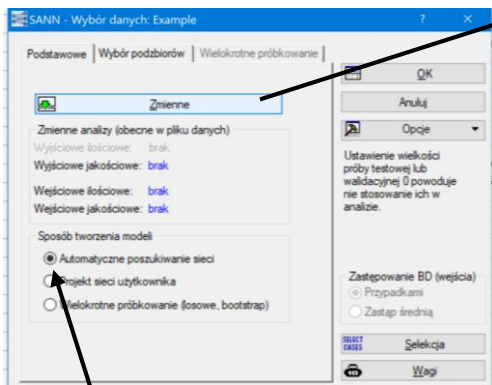 SANN - Wybór danych: Example
Podstawowe
Wybór podzbiorów
Wielokrotne próbkowanie
Zmienne
Zmienne analizy (obecne w pliku danych)
Wyjściowe ilościowe: brak
Wyjściowe jakościowe: brak
Wejściowe ilościowe: brak
Wejściowe jakościowe: brak
Sposób tworzenia modeli
Automatyczne poszukiwanie sieci
Projekt sieci użytkownika
Wielokrotne próbkowanie (losowe, bootstrap)
OK
Anuluj
Opcje
Ustawienie wielkości
próby testowej lub
walidacyjnej 0 powoduje
nie stosowanie ich w
analizie.
Zastępowanie BD (wejścia)
Przypadkami
Zastąp średnią
SELECT
CASES
Selekcja
Wagi